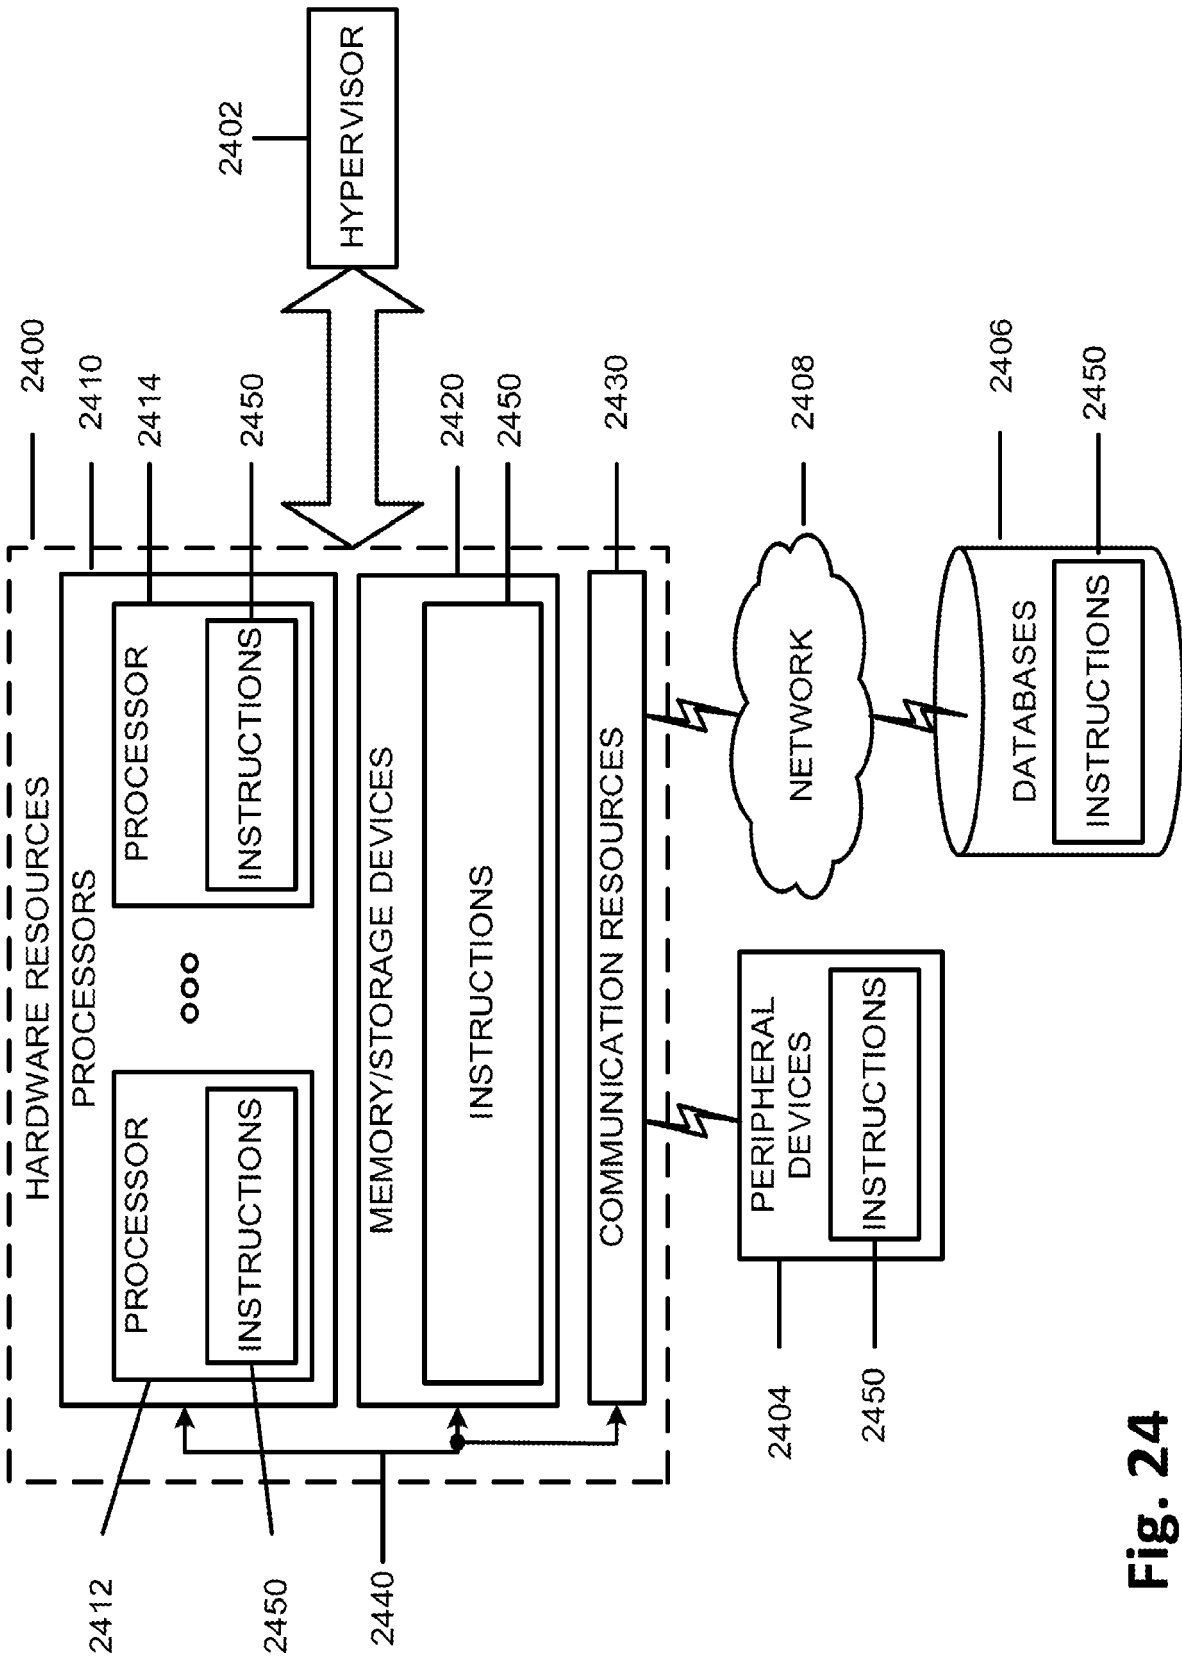 HARDWARE RESOURCES
2400
PROCESSORS
2410
PROCESSOR
2412
INSTRUCTIONS
2450
PROCESSOR
2414
INSTRUCTIONS
2450
HYPERVISOR
2402
MEMORY/STORAGE DEVICES
2420
INSTRUCTIONS
2450
2440
COMMUNICATION RESOURCES
2430
PERIPHERAL
DEVICES
2404
INSTRUCTIONS
2450
NETWORK
2408
DATABASES
2406
INSTRUCTIONS
2450
Fig. 24